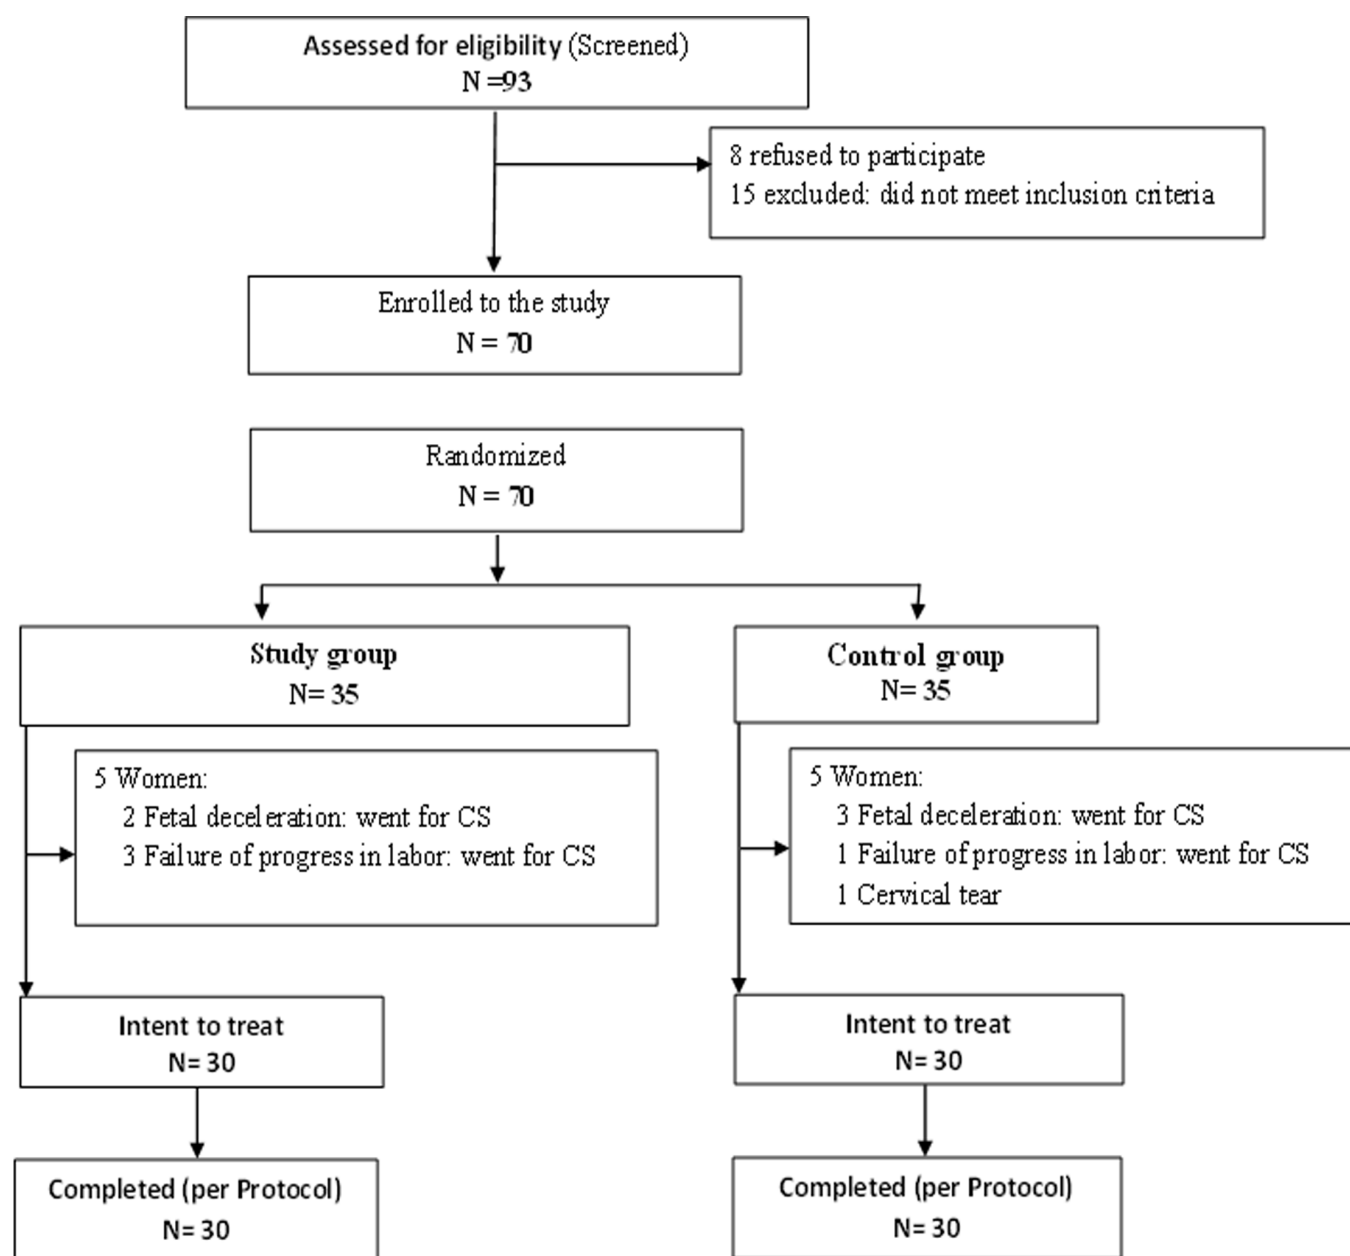 Assessed for eligibility (Screened)
N =93
8 refused to participate
15 excluded: did not meet inclusion criteria
Enrolled to the study
N = 70
Randomized
N = 70
Study group
N= 35
Control group
N= 35
5 Women:
2 Fetal deceleration: went for CS
3 Failure of progress in labor: went for CS
5 Women:
3 Fetal deceleration: went for CS
1 Failure of progress in labor: went for CS
1 Cervical tear
Intent to treat
N= 30
Intent to treat
N= 30
Completed (per Protocol)
N= 30
Completed (per Protocol)
N= 30